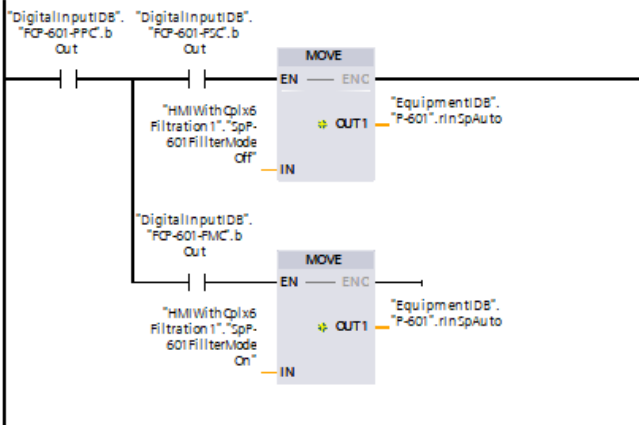 "DigitalInputIDB".
"FCP-601-PPC".b
Out
"DigitalInputIDB".
"FCP-601-FSC".b
Out
MOVE
EN
ENC
"HMIWithCplx6
Filtration1"."SpP-
601FillterMode
Off"
OUT1
"EquipmentIDB".
"P-601".rInSpAuto
IN
"DigitalInputIDB".
"FCP-601-FMC".b
Out
MOVE
EN
ENC
"HMIWithCplx6
Filtration1"."SpP-
601FillterMode
On"
OUT1
"EquipmentIDB".
"P-601".rInSpAuto
IN